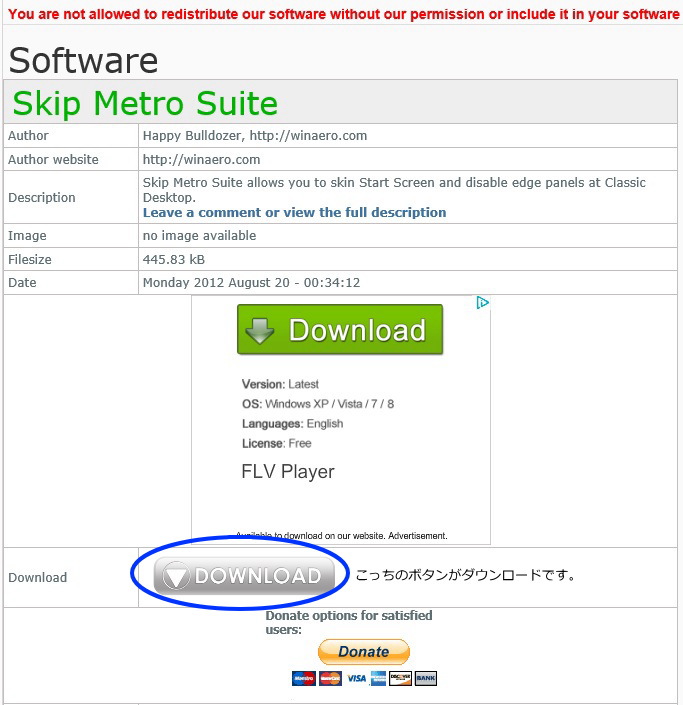 You are not allowed to redistribute our software without our permission or include it in your software
Software
Skip Metro Suite
Author
Happy Bulldozer, http://winaero.com
Author website
http://winaero.com
Description
Skip Metro Suite allows you to skin Start Screen and disable edge panels at Classic
Desktop.
Leave a comment or view the full description
Image
no image available
Filesize
445.83 kB
Date
Monday 2012 August 20 - 00:34:12
Download
Version: Latest
OS: Windows XP / Vista / 7 / 8
Languages: English
License: Free
FLV Player
Available to download on our website. Advertisement.
Download
DOWNLOAD
こっちのボタンがダウンロードです。
Donate options for satisfied
users:
Donate
Maestro
MasterCard
VISA
DISCOVER
BANK